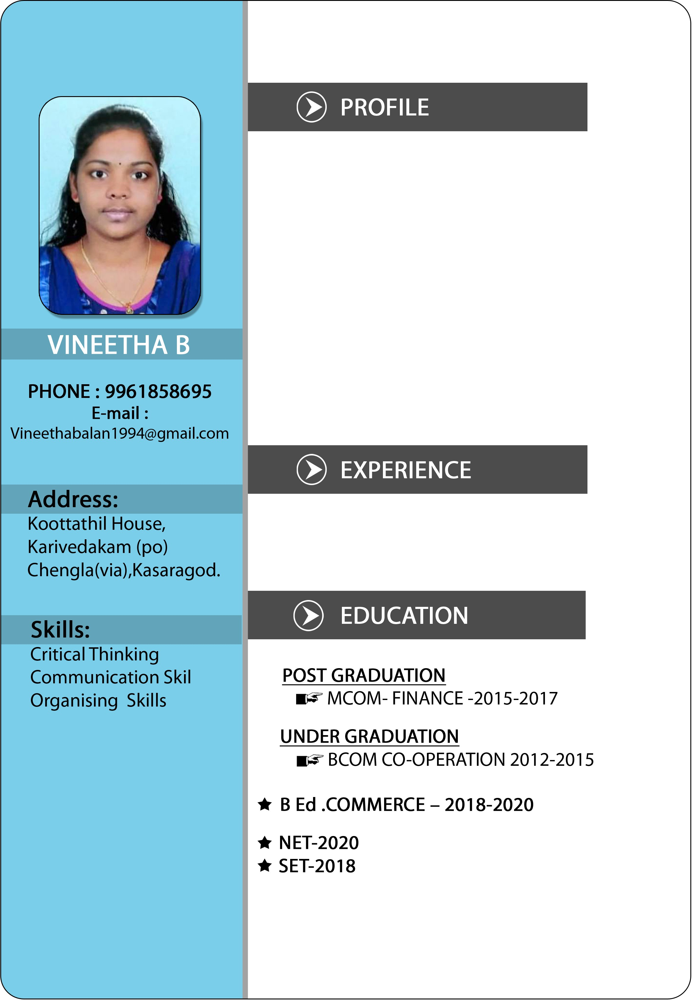 VINEETHA B
PHONE : 9961858695
E-mail :
Vineethabalan1994@gmail.com
Address:
Koottathil House,
Karivedakam (po)
Chengla(via),Kasaragod.
Skills:
Critical Thinking
Communication Skil
Organising  Skills
PROFILE
EXPERIENCE
EDUCATION
POST GRADUATION
MCOM- FINANCE -2015-2017
UNDER GRADUATION
BCOM CO-OPERATION 2012-2015
B Ed .COMMERCE – 2018-2020
NET-2020
SET-2018